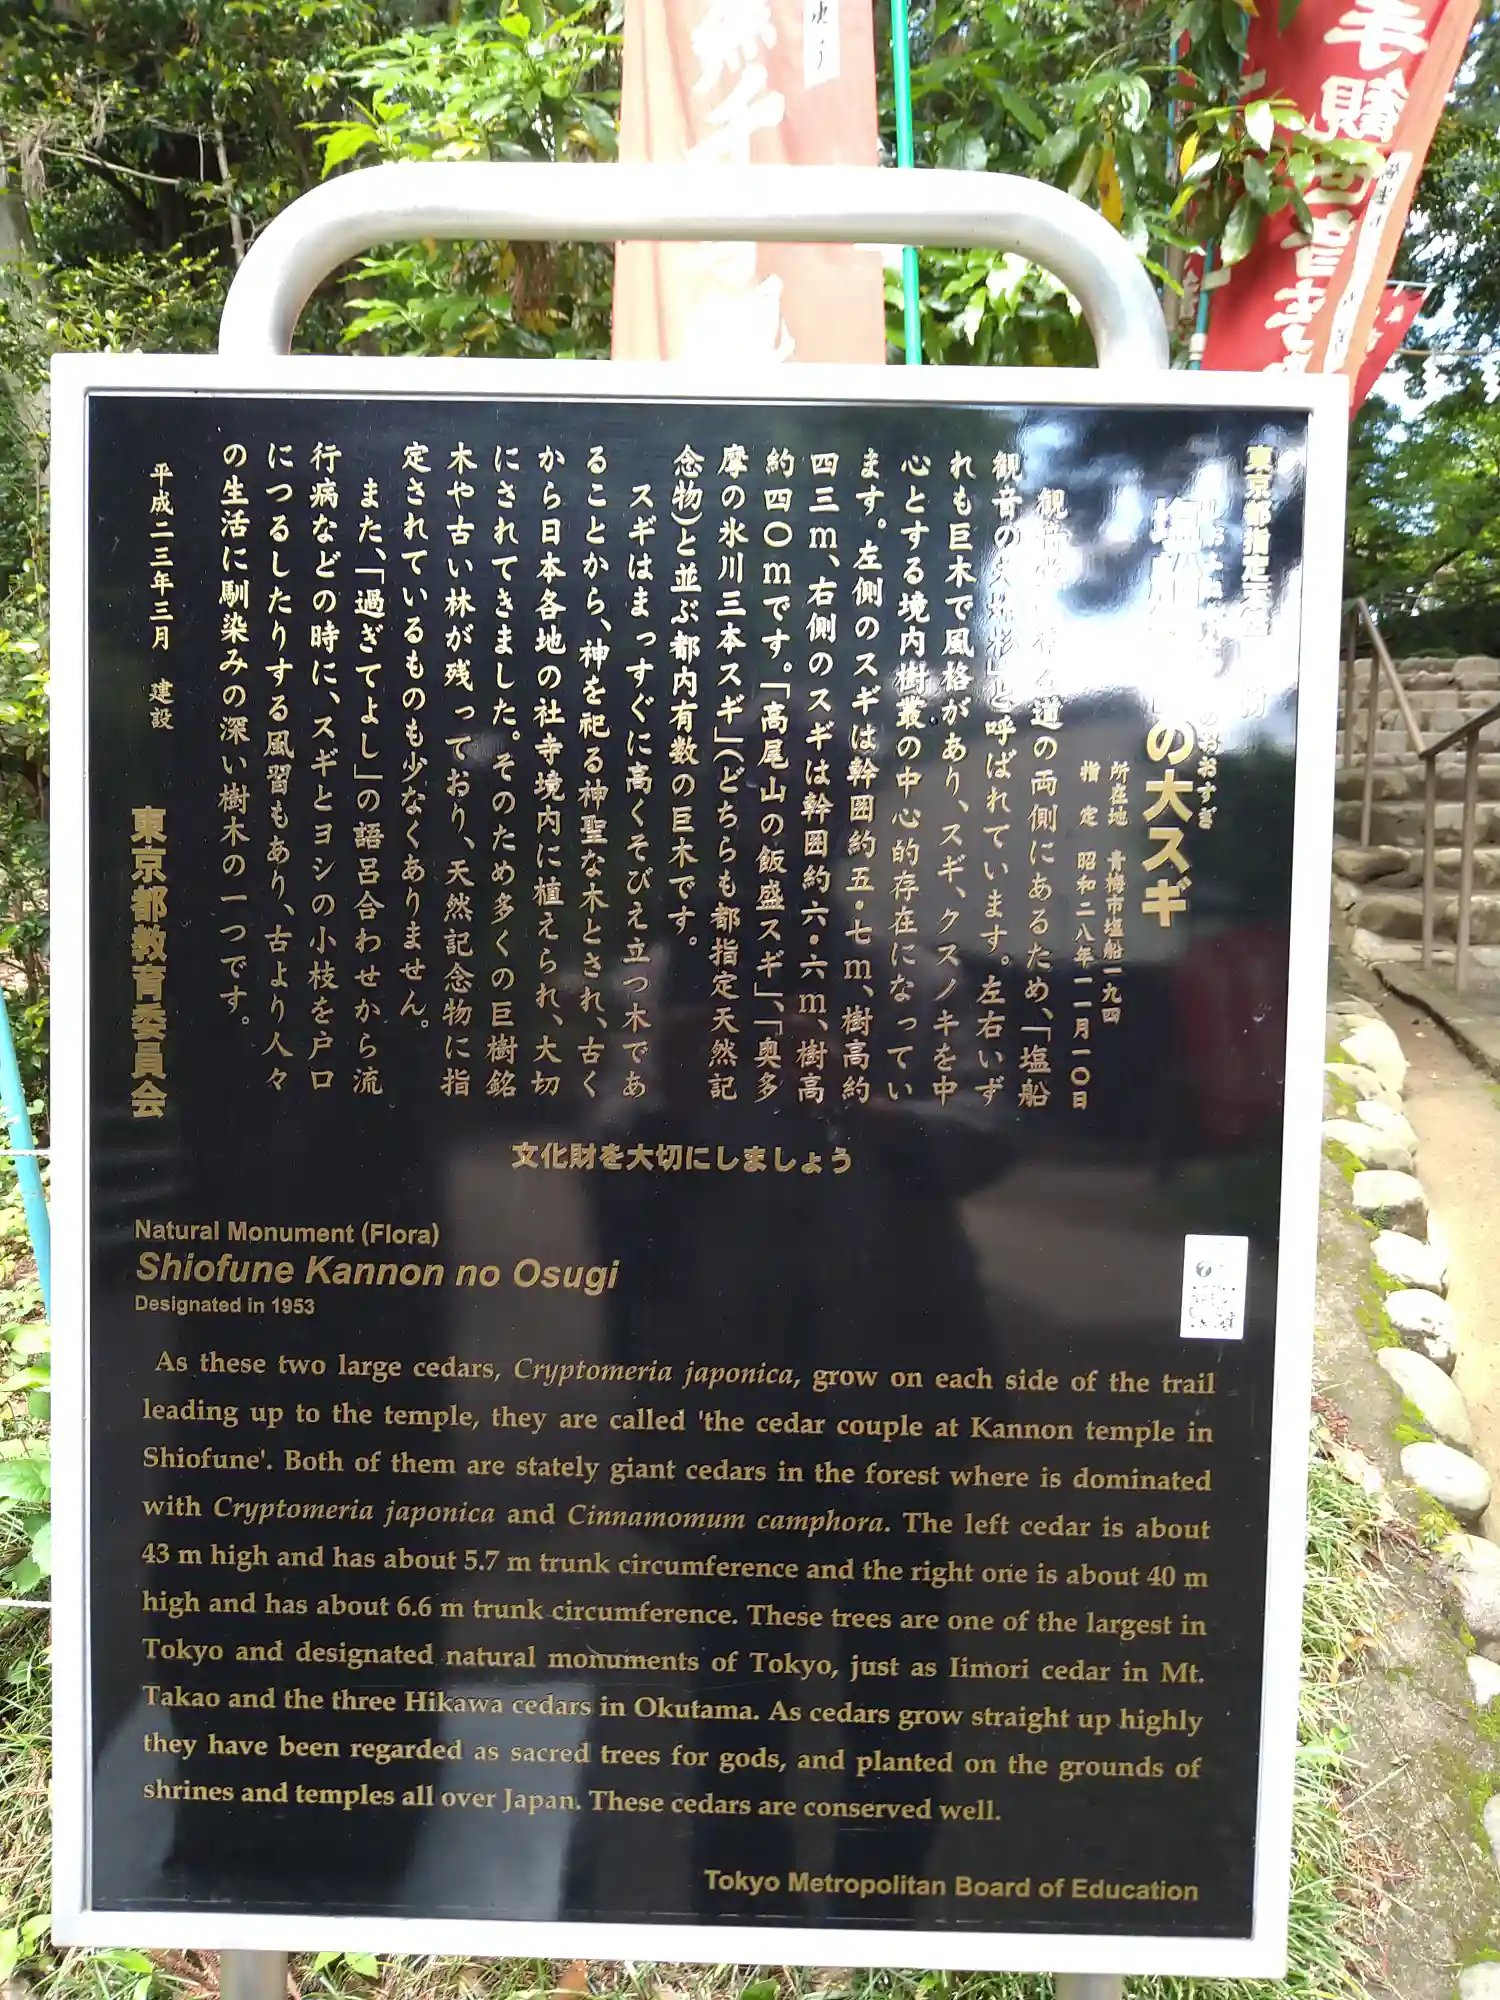 手観世音
東京都指定天
の大スギ
おすぎ
所在地 青梅市塩船一九四
指定 昭和二八年一一月一〇日
道の両側にあるため、「塩船
観音の 杉」と呼ばれています。左右いず
れも巨木で風格があり、スギ、クスノキを中
心とする境内樹叢の中心的存在になってい
ます。左側のスギは幹囲約五・七m、樹高約
四三m、右側のスギは幹囲約六・六m、樹高
約四〇mです。「高尾山の飯盛スギ」、「奥多
摩の氷川三本スギ」(どちらも都指定天然記
念物)と並ぶ都内有数の巨木です。
スギはまっすぐに高くそびえ立つ木であ
ることから、神を祀る神聖な木とされ、古く
から日本各地の社寺境内に植えられ、大切
にされてきました。そのため多くの巨樹銘
木や古い林が残っており、天然記念物に指
定されているものも少なくありません。
また、「過ぎてよし」の語呂合わせから流
行病などの時に、スギとヨシの小枝を戸口
につるしたりする風習もあり、古より人々
の生活に馴染みの深い樹木の一つです。
平成二三年三月 建設
東京都教育委員会
文化財を大切にしましょう
Natural Monument (Flora)
Shiofune Kannon no Osugi
Designated in 1953
As these two large cedars, Cryptomeria japonica, grow on each side of the trail
leading up to the temple, they are called 'the cedar couple at Kannon temple in
Shiofune'. Both of them are stately giant cedars in the forest where is dominated
with Cryptomeria japonica and Cinnamomum camphora. The left cedar is about
43 m high and has about 5.7 m trunk circumference and the right one is about 40 m
high and has about 6.6 m trunk circumference. These trees are one of the largest in
Tokyo and designated natural monuments of Tokyo, just as Iimori cedar in Mt.
Takao and the three Hikawa cedars in Okutama. As cedars grow straight up highly
they have been regarded as sacred trees for gods, and planted on the grounds of
shrines and temples all over Japan. These cedars are conserved well.
Tokyo Metropolitan Board of Education